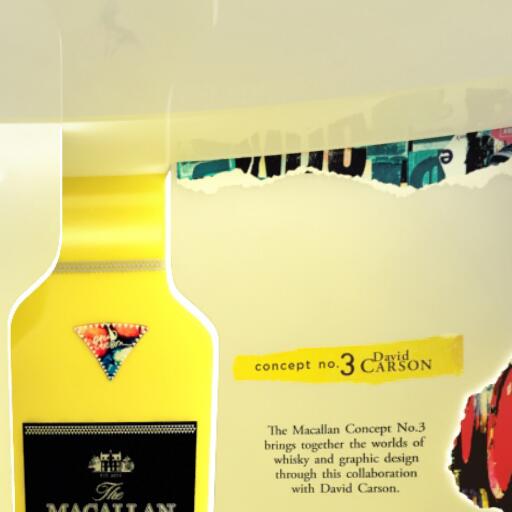 concept no.3 David CARSON
The Macallan Concept No.3
brings together the worlds of
whisky and graphic design
through this collaboration
with David Carson.
The
MACALLAN